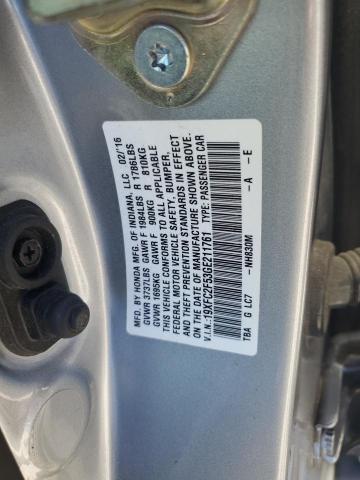 MFD. BY HONDA MFG. OF INDIANA, LLC 02/'16
GVWR 3737LBS GAWR F 1984LBS R 1786LBS
GVWR 1695KG GAWR F 900KG R 810KG
THIS VEHICLE CONFORMS TO ALL APPLICABLE
FEDERAL MOTOR VEHICLE SAFETY, BUMPER,
AND THEFT PREVENTION STANDARDS IN EFFECT
ON THE DATE OF MANUFACTURE SHOWN ABOVE.
V.I.N.:19XFC2F53GE211761 TYPE: PASSENGER CAR
TBA G LC7 -NH830M -A -E